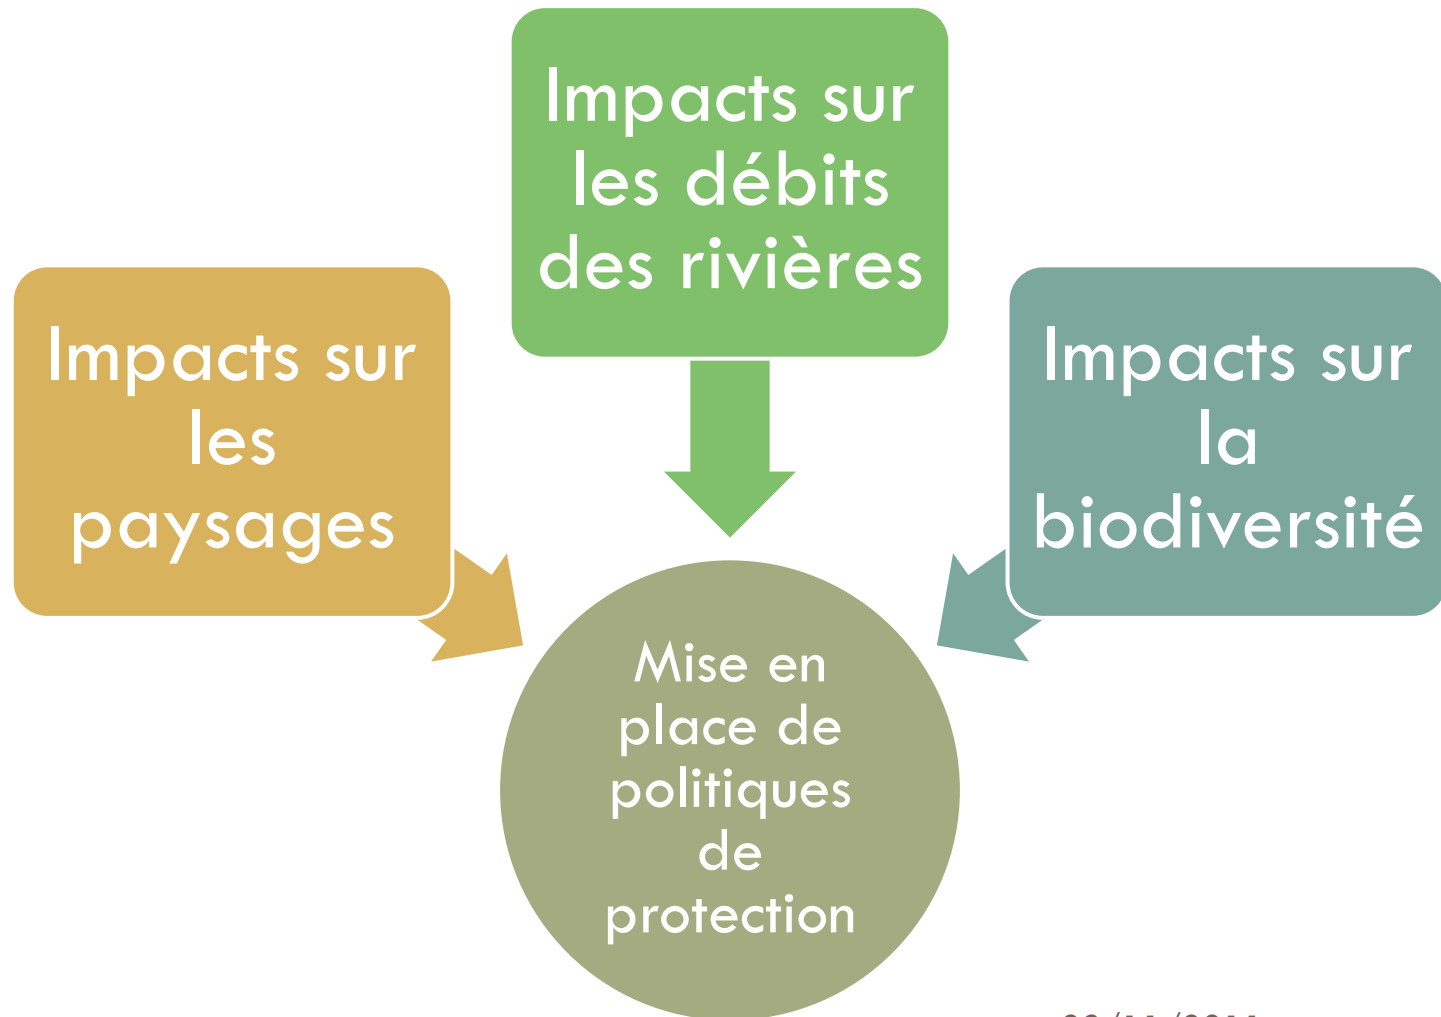 Impacts sur
les débits
des rivières
Impacts sur
les
paysages
Impacts sur
la
biodiversité
Mise en
place de
politiques
de
protection